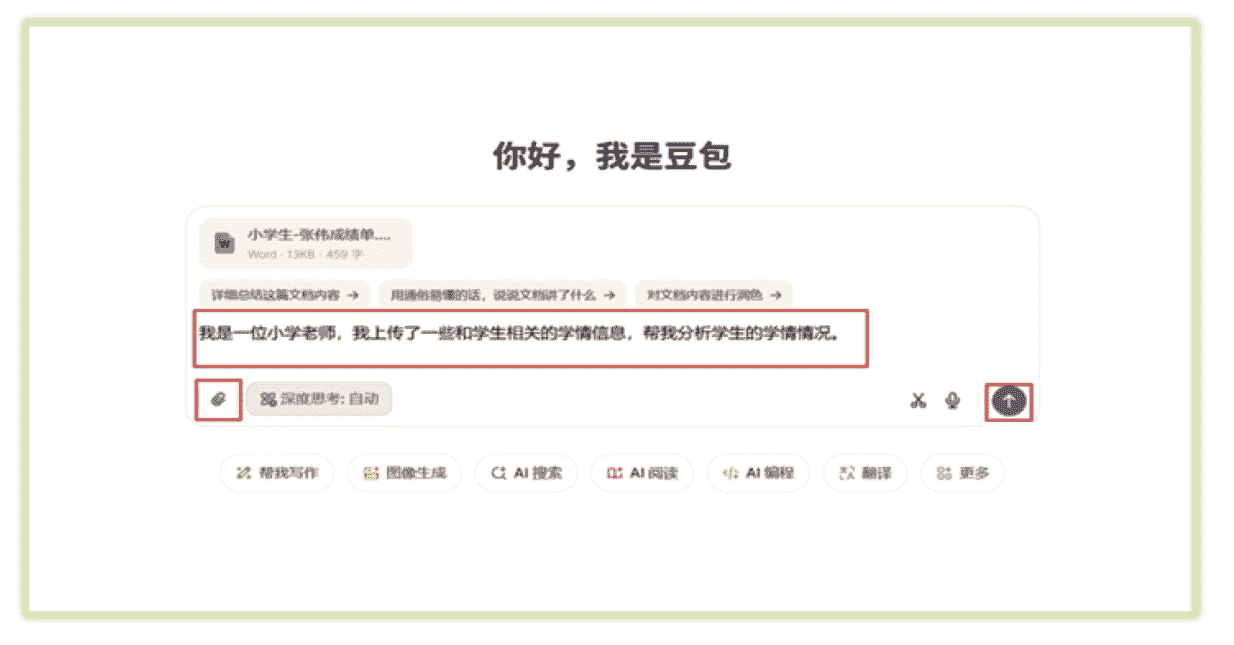 你好，我是豆包
小学生-张伟成绩单....
Word · 13KB · 459 字
详细总结这篇文档内容 →
用通俗易懂的话，说说文档讲了什么 →
对文档内容进行润色 →
我是一位小学老师，我上传了一些和学生相关的学情信息，帮我分析学生的学情情况。
深度思考: 自动
帮我写作
图像生成
AI 搜索
AI 阅读
AI 编程
翻译
更多